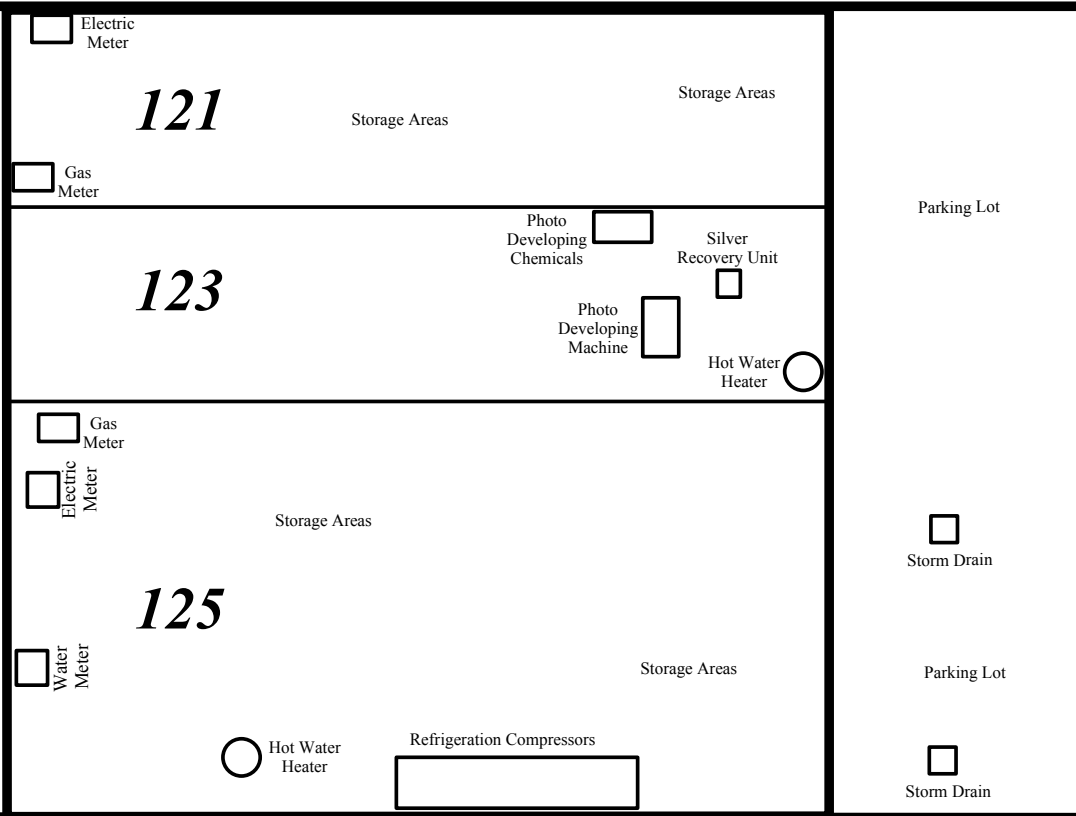 Electric
Meter
121
Storage Areas
Storage Areas
Gas
Meter
Parking Lot
Photo
Developing
Chemicals
Silver
Recovery Unit
123
Photo
Developing
Machine
Hot Water
Heater
Gas
Meter
Electric
Meter
Storage Areas
Storm Drain
125
Water
Meter
Storage Areas
Parking Lot
Hot Water
Heater
Refrigeration Compressors
Storm Drain